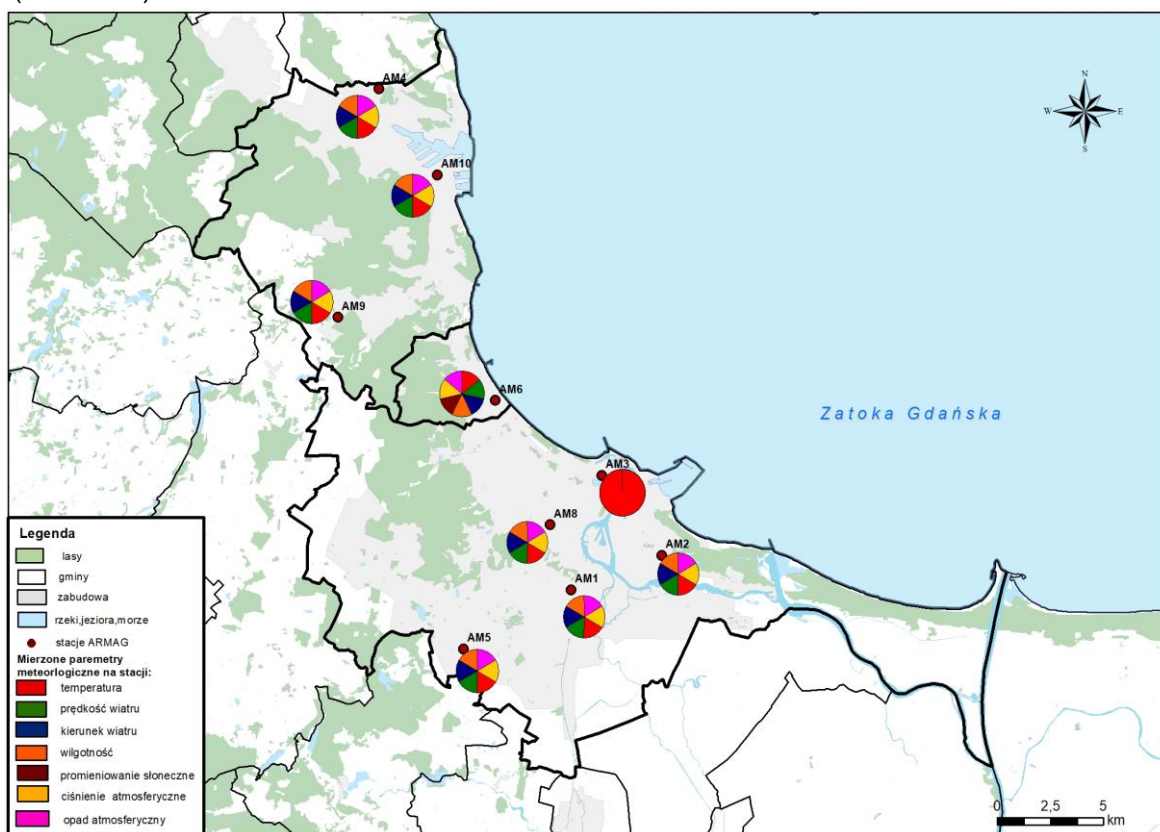 AM4
N
W
E
S
AM10
AM9
AM6
Zatoka Gdańska
AM3
AM8
AM2
AM1
AM5
Legenda
lasy
gminy
zabudowa
rzeki,jeziora,morze
stacje ARMAG
Mierzone paremetry
meteorlogiczne na stacji:
temperatura
prędkość wiatru
kierunek wiatru
wilgotność
promieniowanie słoneczne
ciśnienie atmosferyczne
opad atmosferyczny
0 2,5 5
km